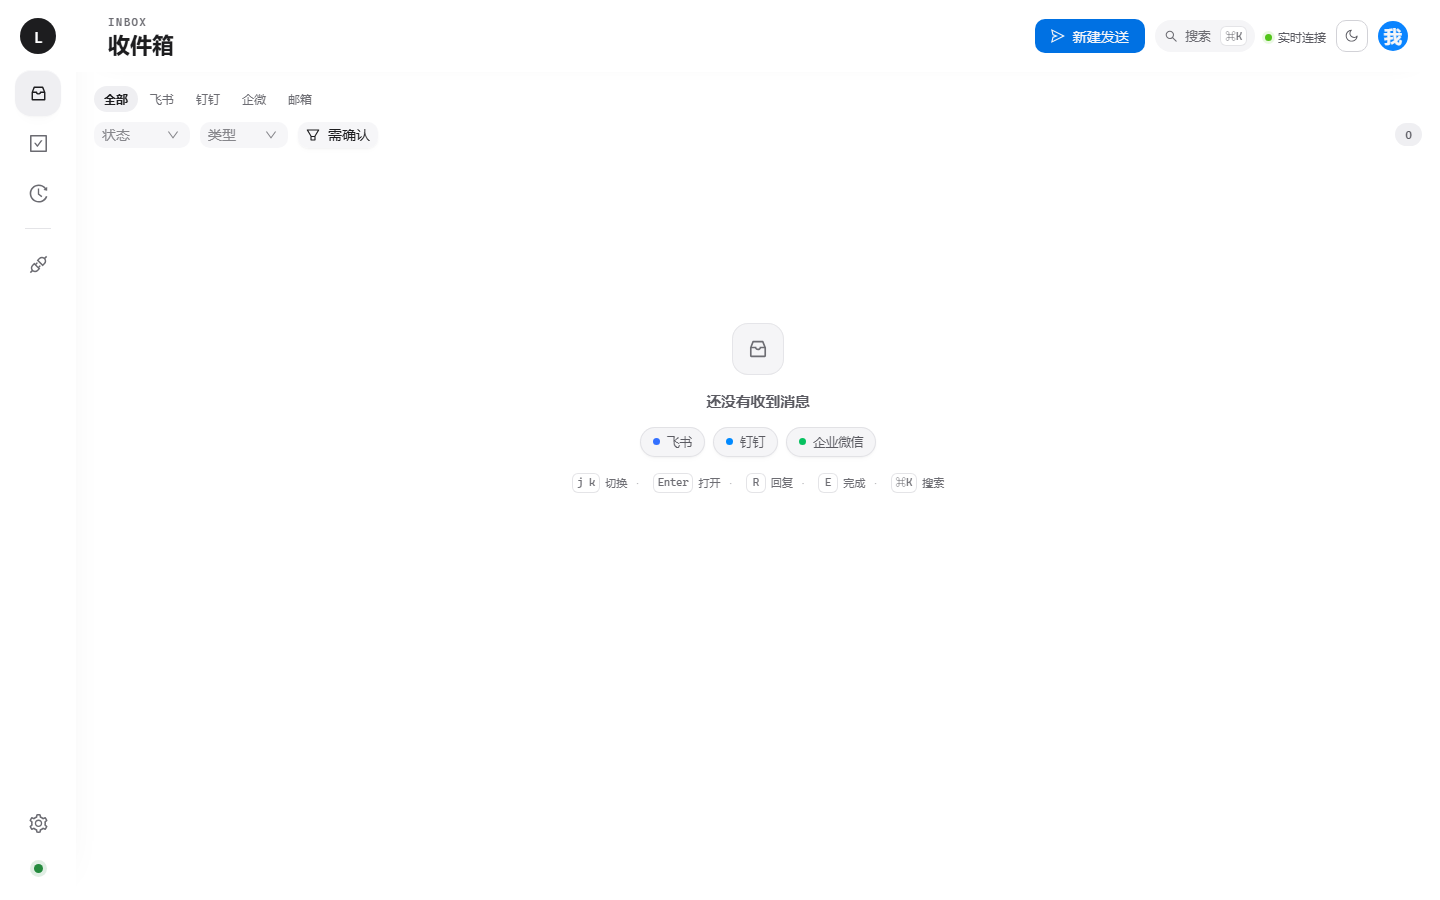 L
INBOX
收件箱
新建发送
搜索 ⌘K
实时连接
我
全部 飞书 钉钉 企微 邮箱
状态 类型 需确认
0
还没有收到消息
飞书 钉钉 企业微信
j k 切换 · Enter 打开 · R 回复 · E 完成 · ⌘K 搜索